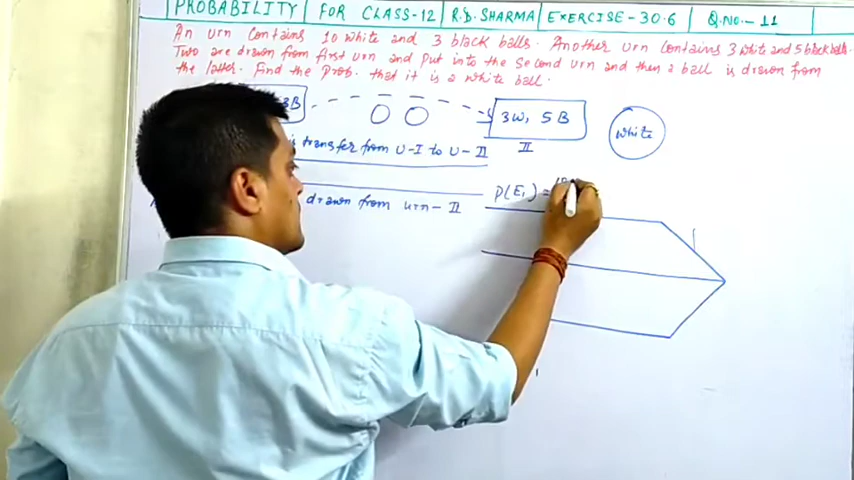 PROBABILITY FOR CLASS-12 R.D. SHARMA EXERCISE-30.6 Q.NO.-11
An urn contains 10 white and 3 black balls. Another urn contains 3 white and 5 black balls.
Two are drawn from first urn and put into the second urn and then a ball is drawn from
the latter. Find the Prob. that it is a white ball.
3B
3W, 5B
white
transfer from U-I to U-II
II
drawn from urn-II
P(E₁) =